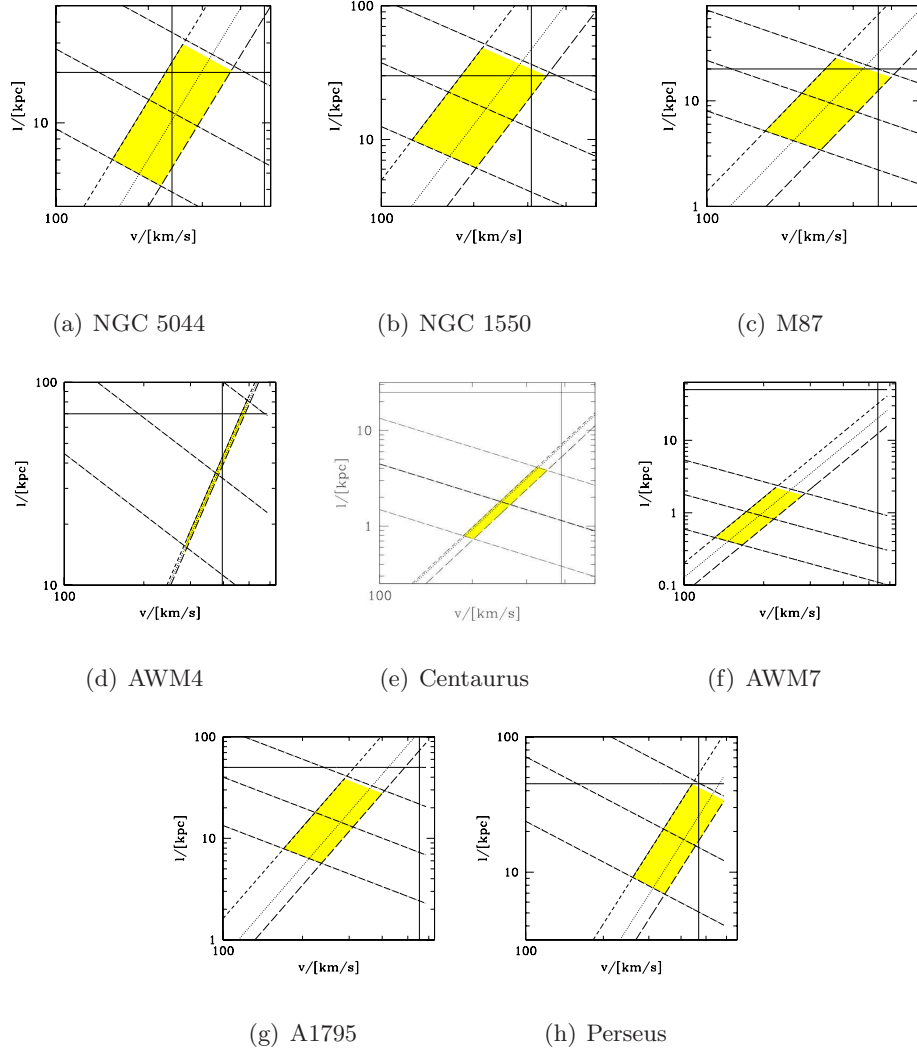 10
l/[kpc]
100
v/[km/s]
(a) NGC 5044
100
10
l/[kpc]
100
v/[km/s]
(b) NGC 1550
100
10
1
l/[kpc]
100
v/[km/s]
(c) M87
100
10
l/[kpc]
100
v/[km/s]
(d) AWM4
10
1
l/[kpc]
100
v/[km/s]
(e) Centaurus
50
10
1
0.1
l/[kpc]
100
v/[km/s]
(f) AWM7
100
10
1
l/[kpc]
100
v/[km/s]
(g) A1795
100
10
l/[kpc]
100
v/[km/s]
(h) Perseus